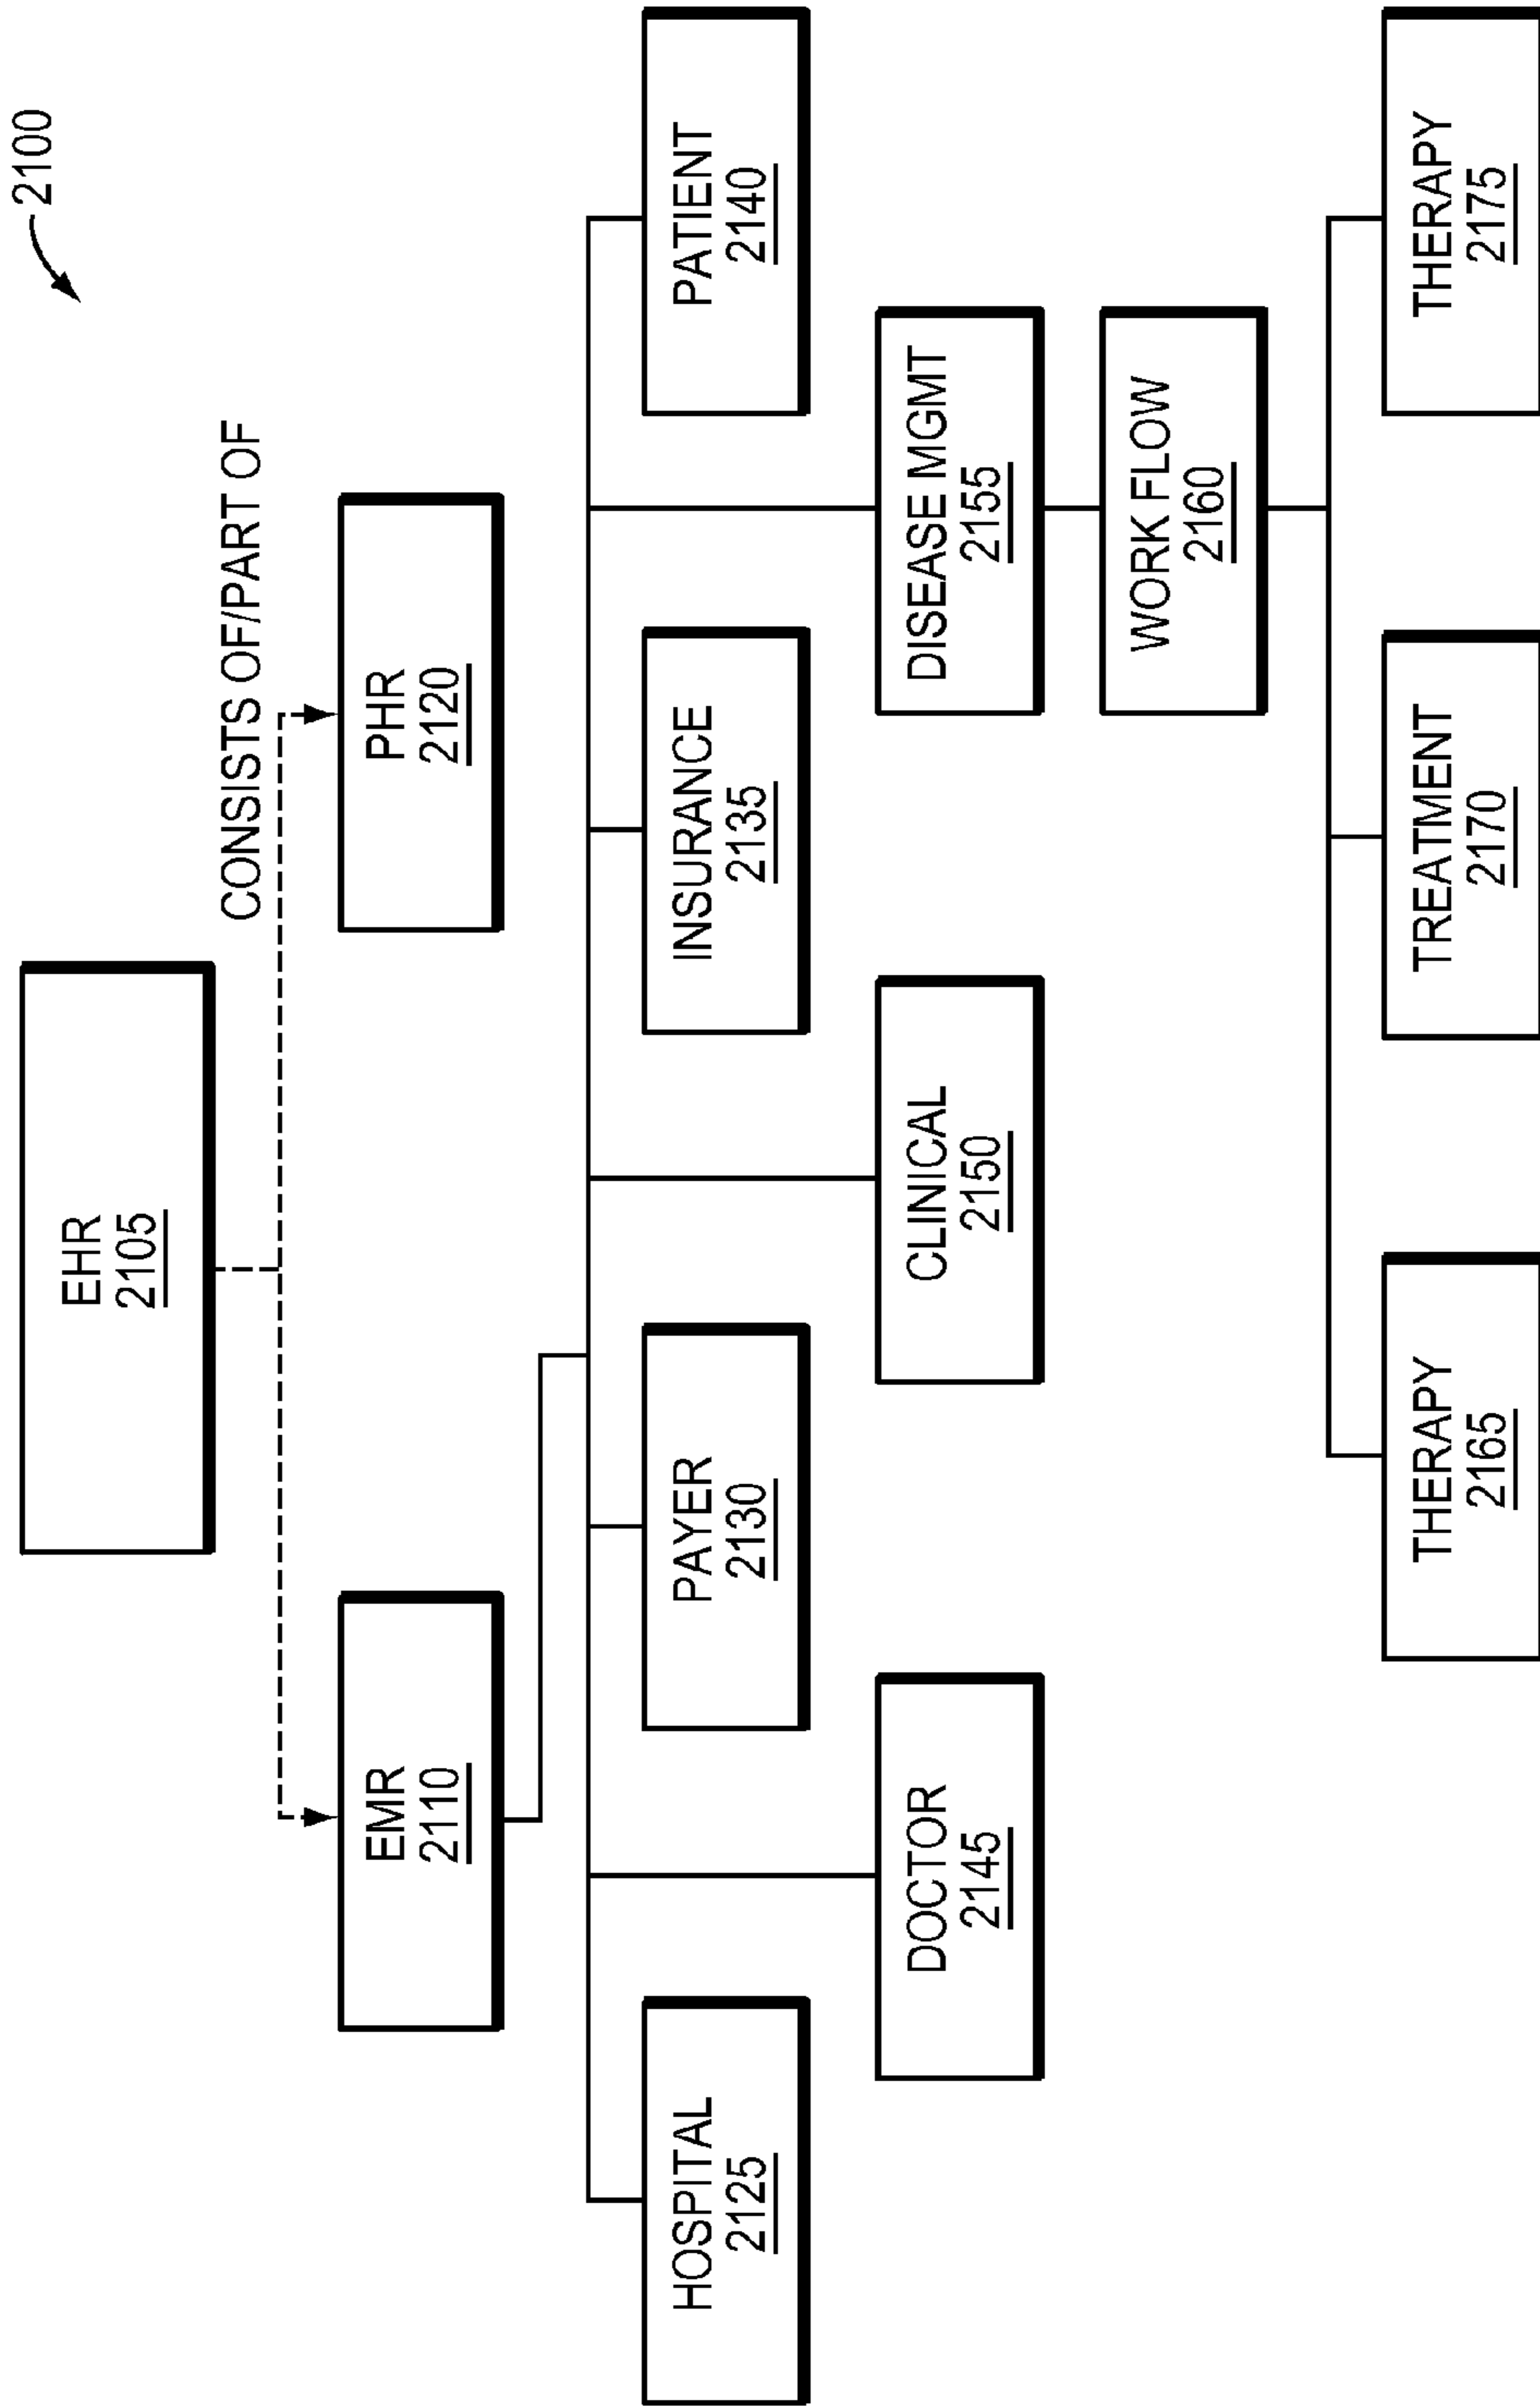 2100
EHR
2105
CONSISTS OF/PART OF
EMR
2110
PHR
2120
HOSPITAL
2125
PAYER
2130
INSURANCE
2135
PATIENT
2140
DOCTOR
2145
CLINICAL
2150
DISEASE MGMT
2155
WORK FLOW
2160
THERAPY
2165
TREATMENT
2170
THERAPY
2175